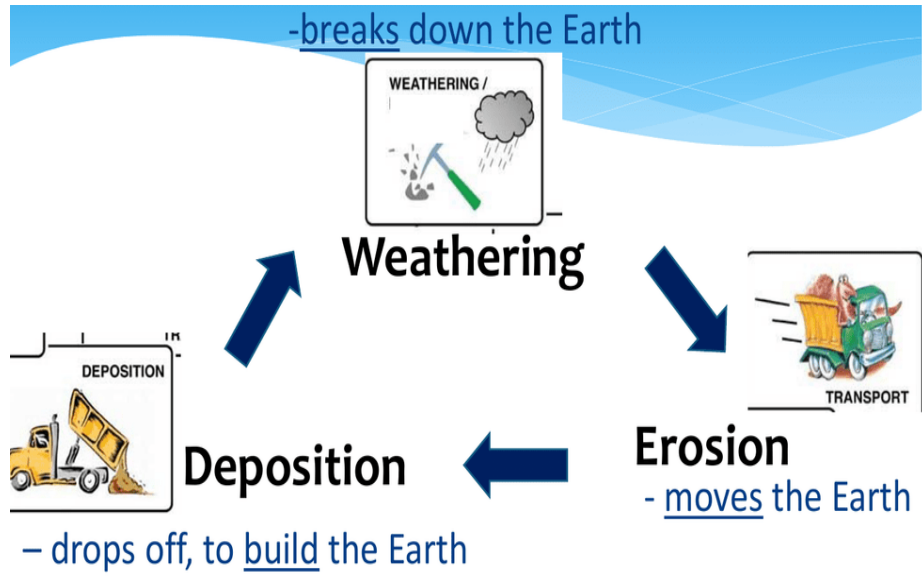 -breaks down the Earth
WEATHERING /
Weathering
TRANSPORT
Erosion
- moves the Earth
DEPOSITION
Deposition
– drops off, to build the Earth